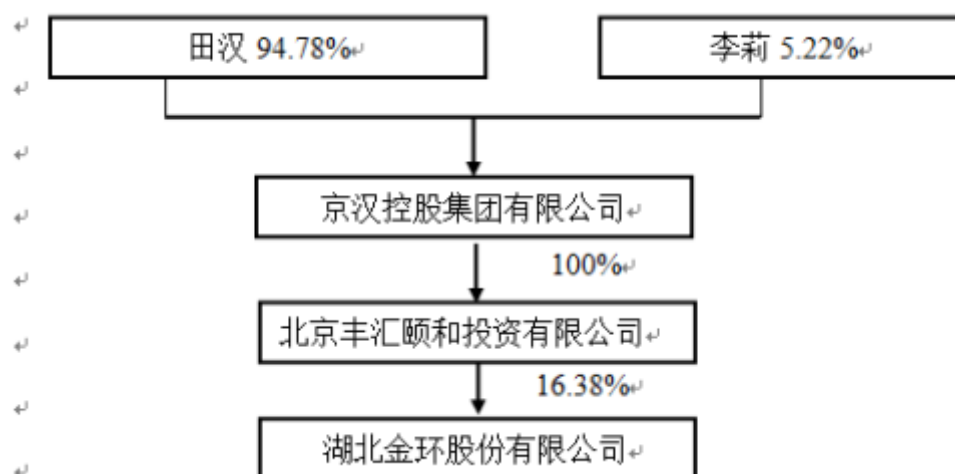 田汉 94.78%
李莉 5.22%
京汉控股集团有限公司
100%
北京丰汇颐和投资有限公司
16.38%
湖北金环股份有限公司